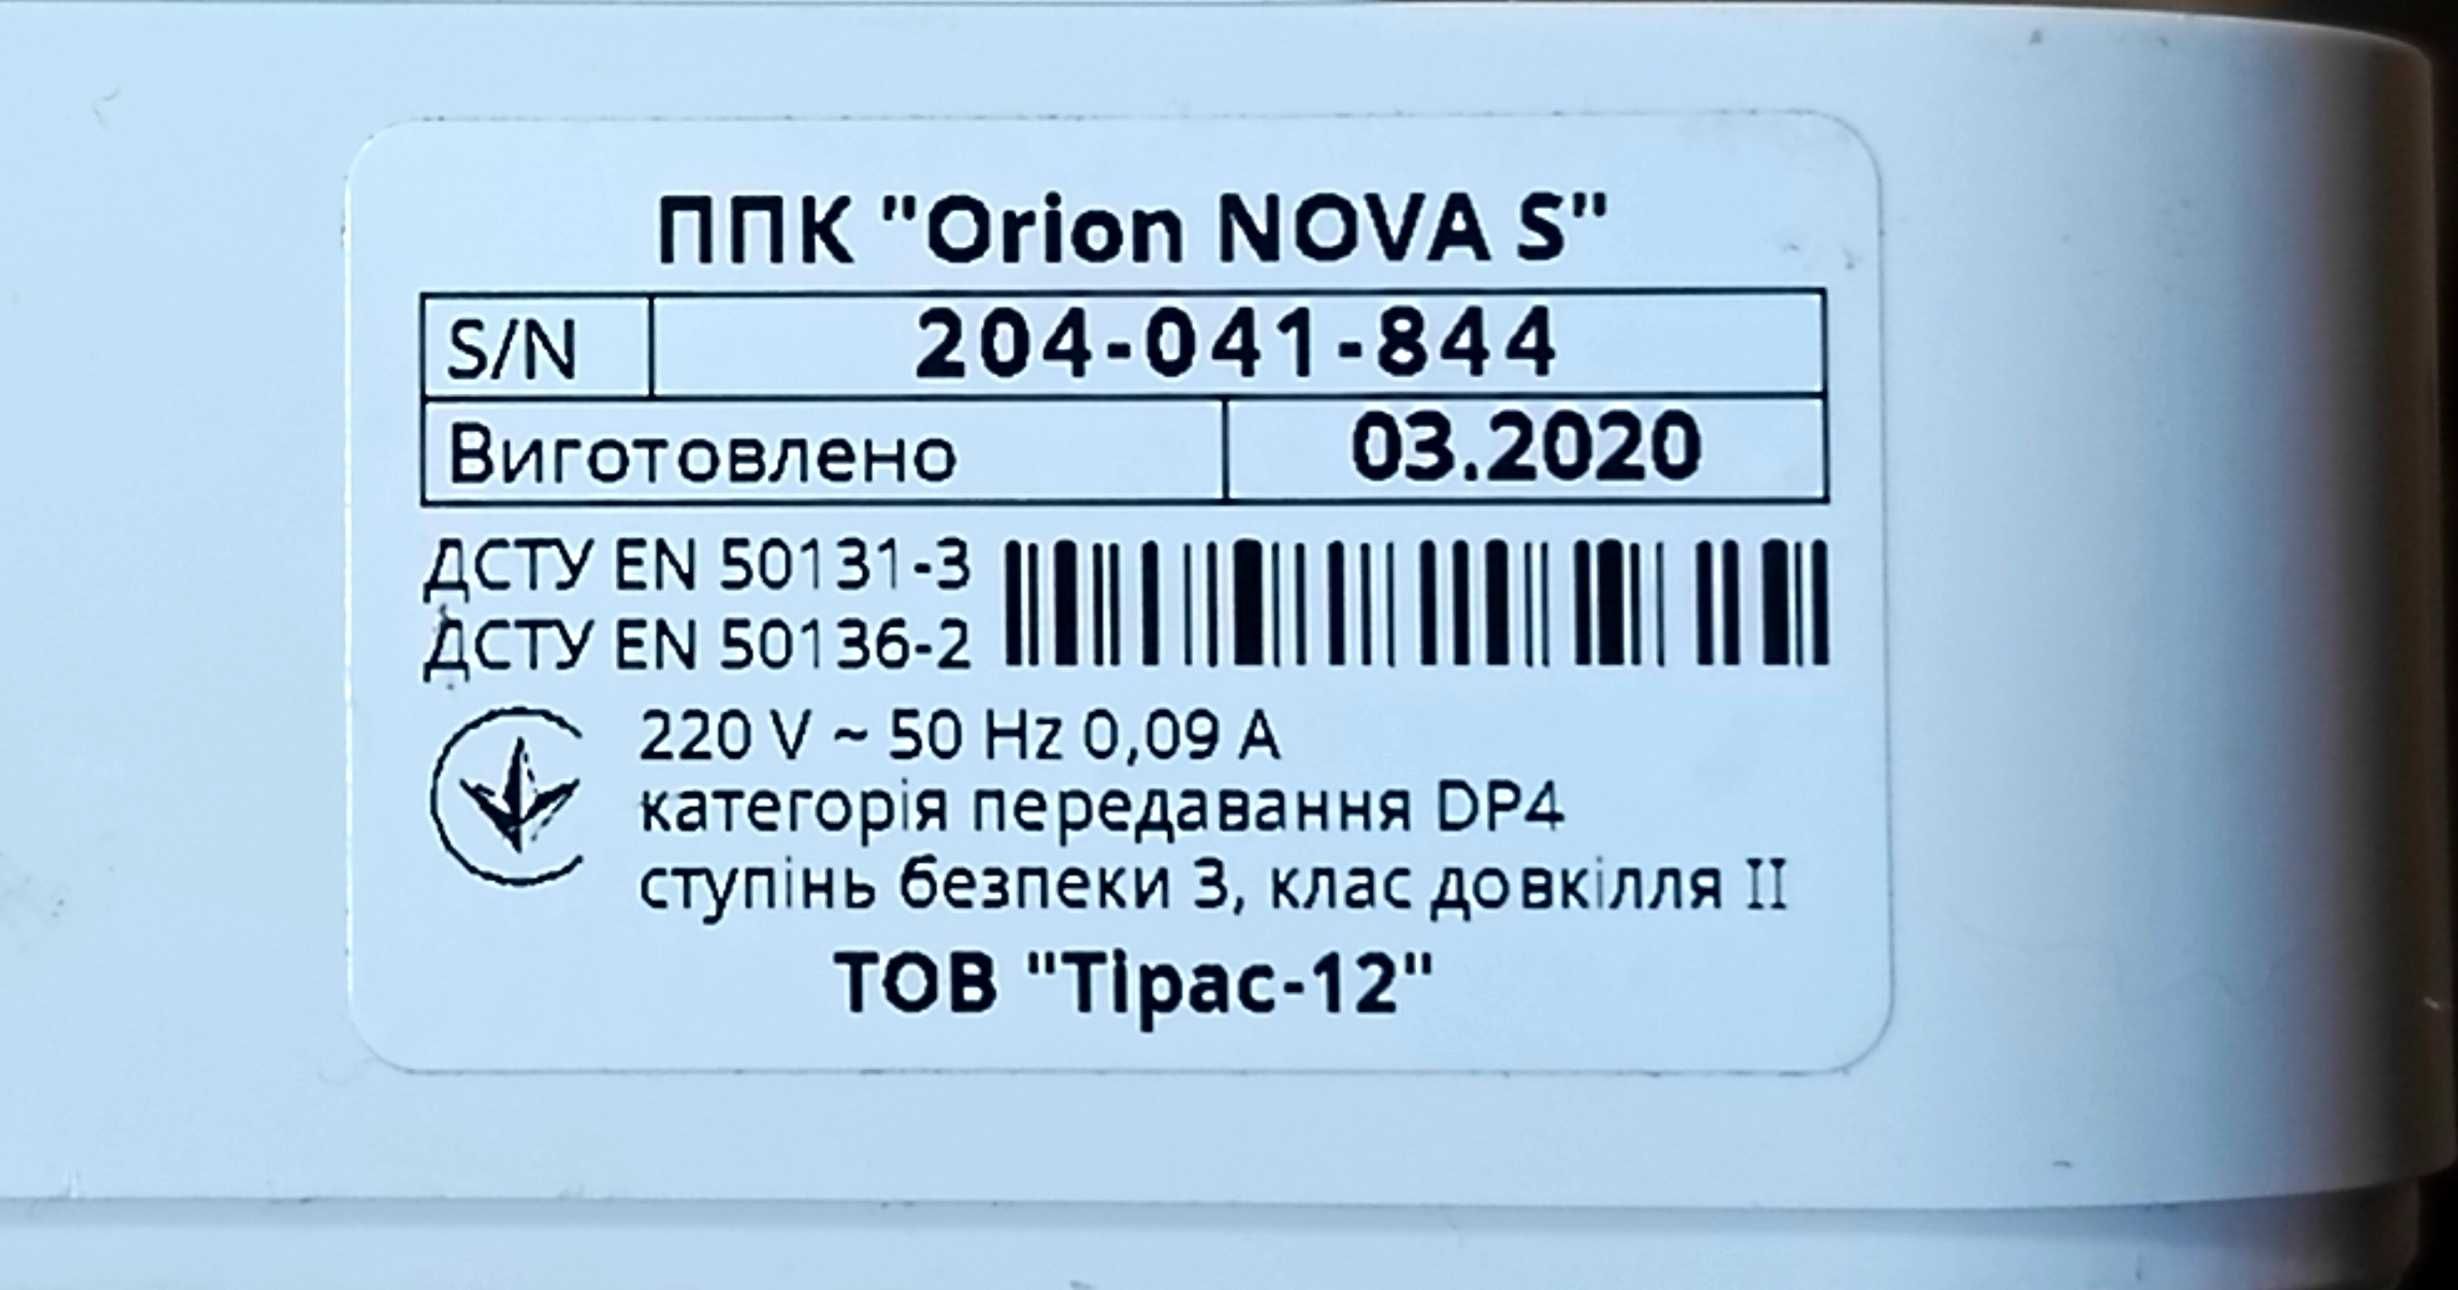 ППК "Orion NOVA S"
S/N 204-041-844
Виготовлено 03.2020
ДСТУ EN 50131-3
ДСТУ EN 50136-2
220 V ~ 50 Hz 0,09 A
категорія передавання DP4
ступінь безпеки 3, клас довкілля II
ТОВ "Тірас-12"